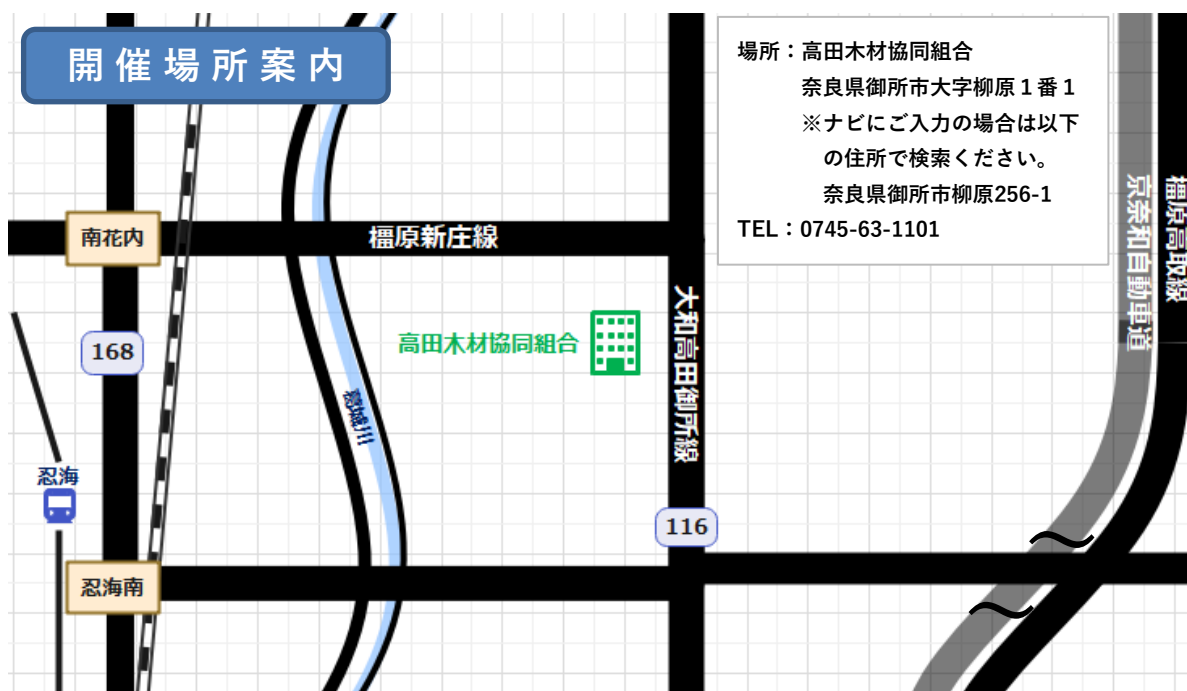 開催場所案内
場所：高田木材協同組合
奈良県御所市大字柳原１番１
※ナビにご入力の場合は以下
の住所で検索ください。
奈良県御所市柳原256-1
TEL：0745-63-1101
南花内
橿原新庄線
京奈和自動車道
橿原高取線
168
高田木材協同組合
大和高田御所線
葛城川
忍海
116
忍海南